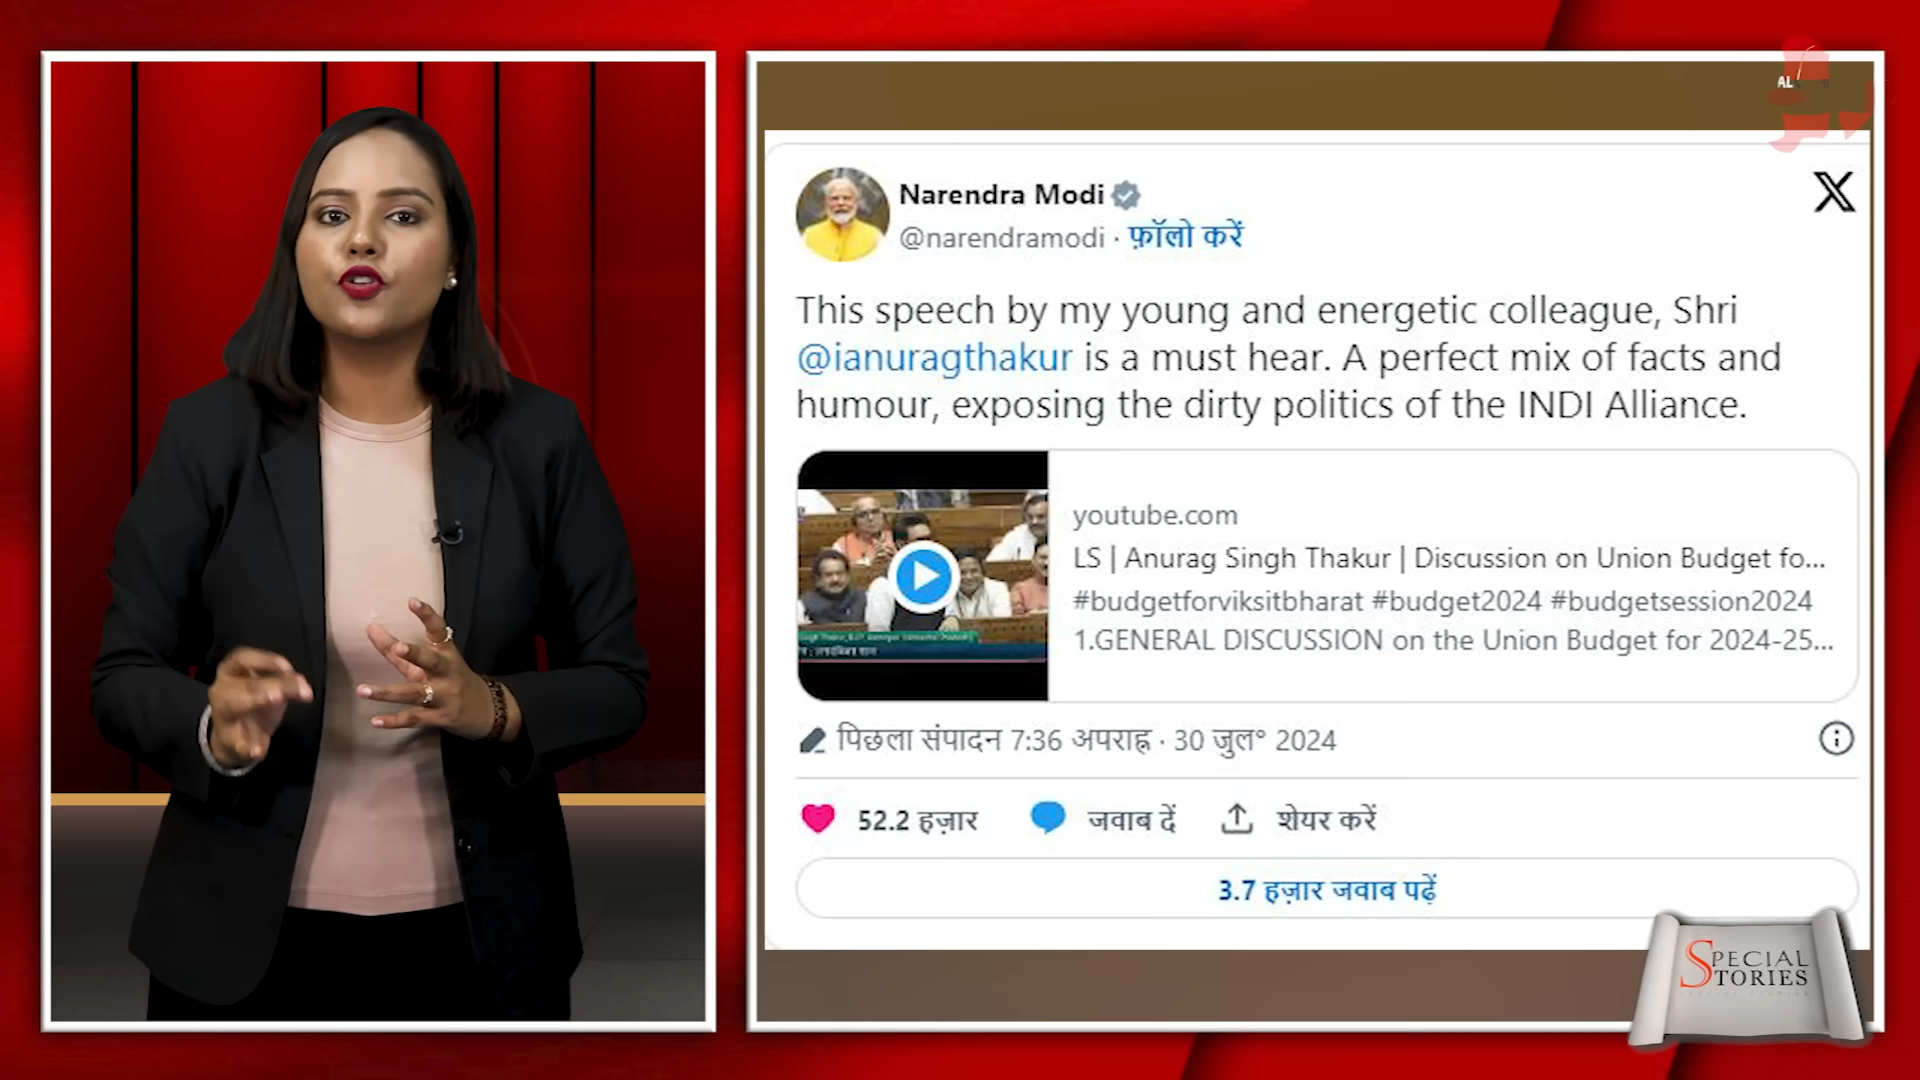 AL
Narendra Modi
@narendramodi · फ़ॉलो करें
This speech by my young and energetic colleague, Shri
@ianuragthakur is a must hear. A perfect mix of facts and
humour, exposing the dirty politics of the INDI Alliance.
youtube.com
LS | Anurag Singh Thakur | Discussion on Union Budget fo...
#budgetforviksitbharat #budget2024 #budgetsession2024
1.GENERAL DISCUSSION on the Union Budget for 2024-25...
पिछला संपादन 7:36 अपराह्न · 30 जुल॰ 2024
52.2 हज़ार जवाब दें शेयर करें
3.7 हज़ार जवाब पढ़ें
SPECIAL
STORIES